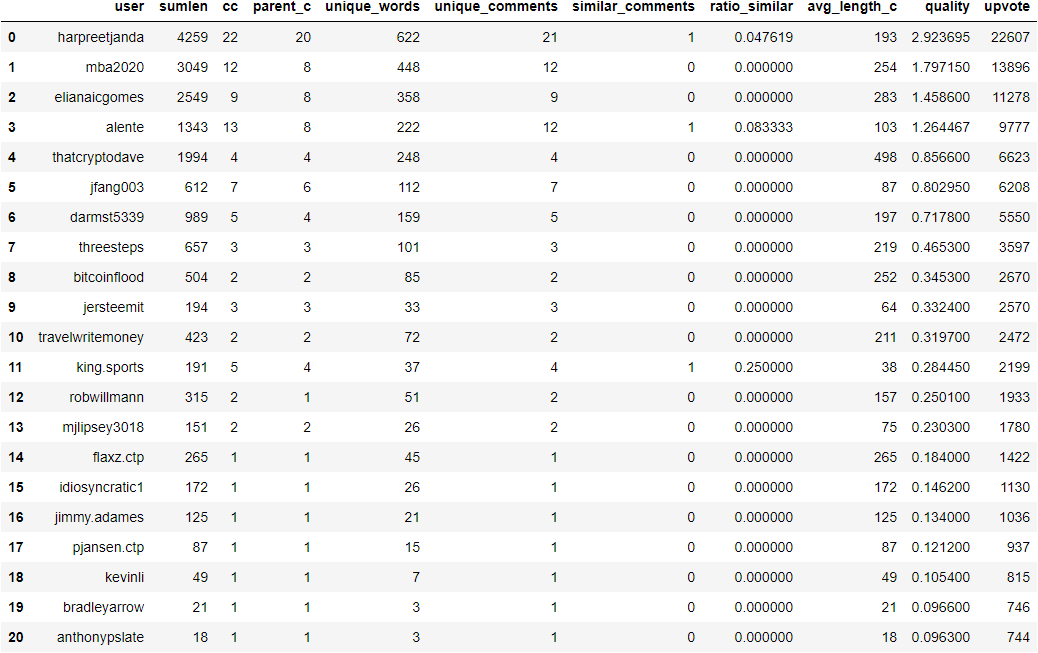 user sumlen cc parent_c unique_words unique_comments similar_comments ratio_similar avg_length_c quality upvote
0 harpreetjanda 4259 22 20 622 21 1 0.047619 193 2.923695 22607
1 mba2020 3049 12 8 448 12 0 0.000000 254 1.797150 13896
2 elianaicgomes 2549 9 8 358 9 0 0.000000 283 1.458600 11278
3 alente 1343 13 8 222 12 1 0.083333 103 1.264467 9777
4 thatcryptodave 1994 4 4 248 4 0 0.000000 498 0.856600 6623
5 jfang003 612 7 6 112 7 0 0.000000 87 0.802950 6208
6 darmst5339 989 5 4 159 5 0 0.000000 197 0.717800 5550
7 threesteps 657 3 3 101 3 0 0.000000 219 0.465300 3597
8 bitcoinflood 504 2 2 85 2 0 0.000000 252 0.345300 2670
9 jersteemit 194 3 3 33 3 0 0.000000 64 0.332400 2570
10 travelwritemoney 423 2 2 72 2 0 0.000000 211 0.319700 2472
11 king.sports 191 5 4 37 4 1 0.250000 38 0.284450 2199
12 robwillmann 315 2 1 51 2 0 0.000000 157 0.250100 1933
13 mjlipsey3018 151 2 2 26 2 0 0.000000 75 0.230300 1780
14 flaxz.ctp 265 1 1 45 1 0 0.000000 265 0.184000 1422
15 idiosyncratic1 172 1 1 26 1 0 0.000000 172 0.146200 1130
16 jimmy.adames 125 1 1 21 1 0 0.000000 125 0.134000 1036
17 pjansen.ctp 87 1 1 15 1 0 0.000000 87 0.121200 937
18 kevinli 49 1 1 7 1 0 0.000000 49 0.105400 815
19 bradleyarrow 21 1 1 3 1 0 0.000000 21 0.096600 746
20 anthonypslate 18 1 1 3 1 0 0.000000 18 0.096300 744